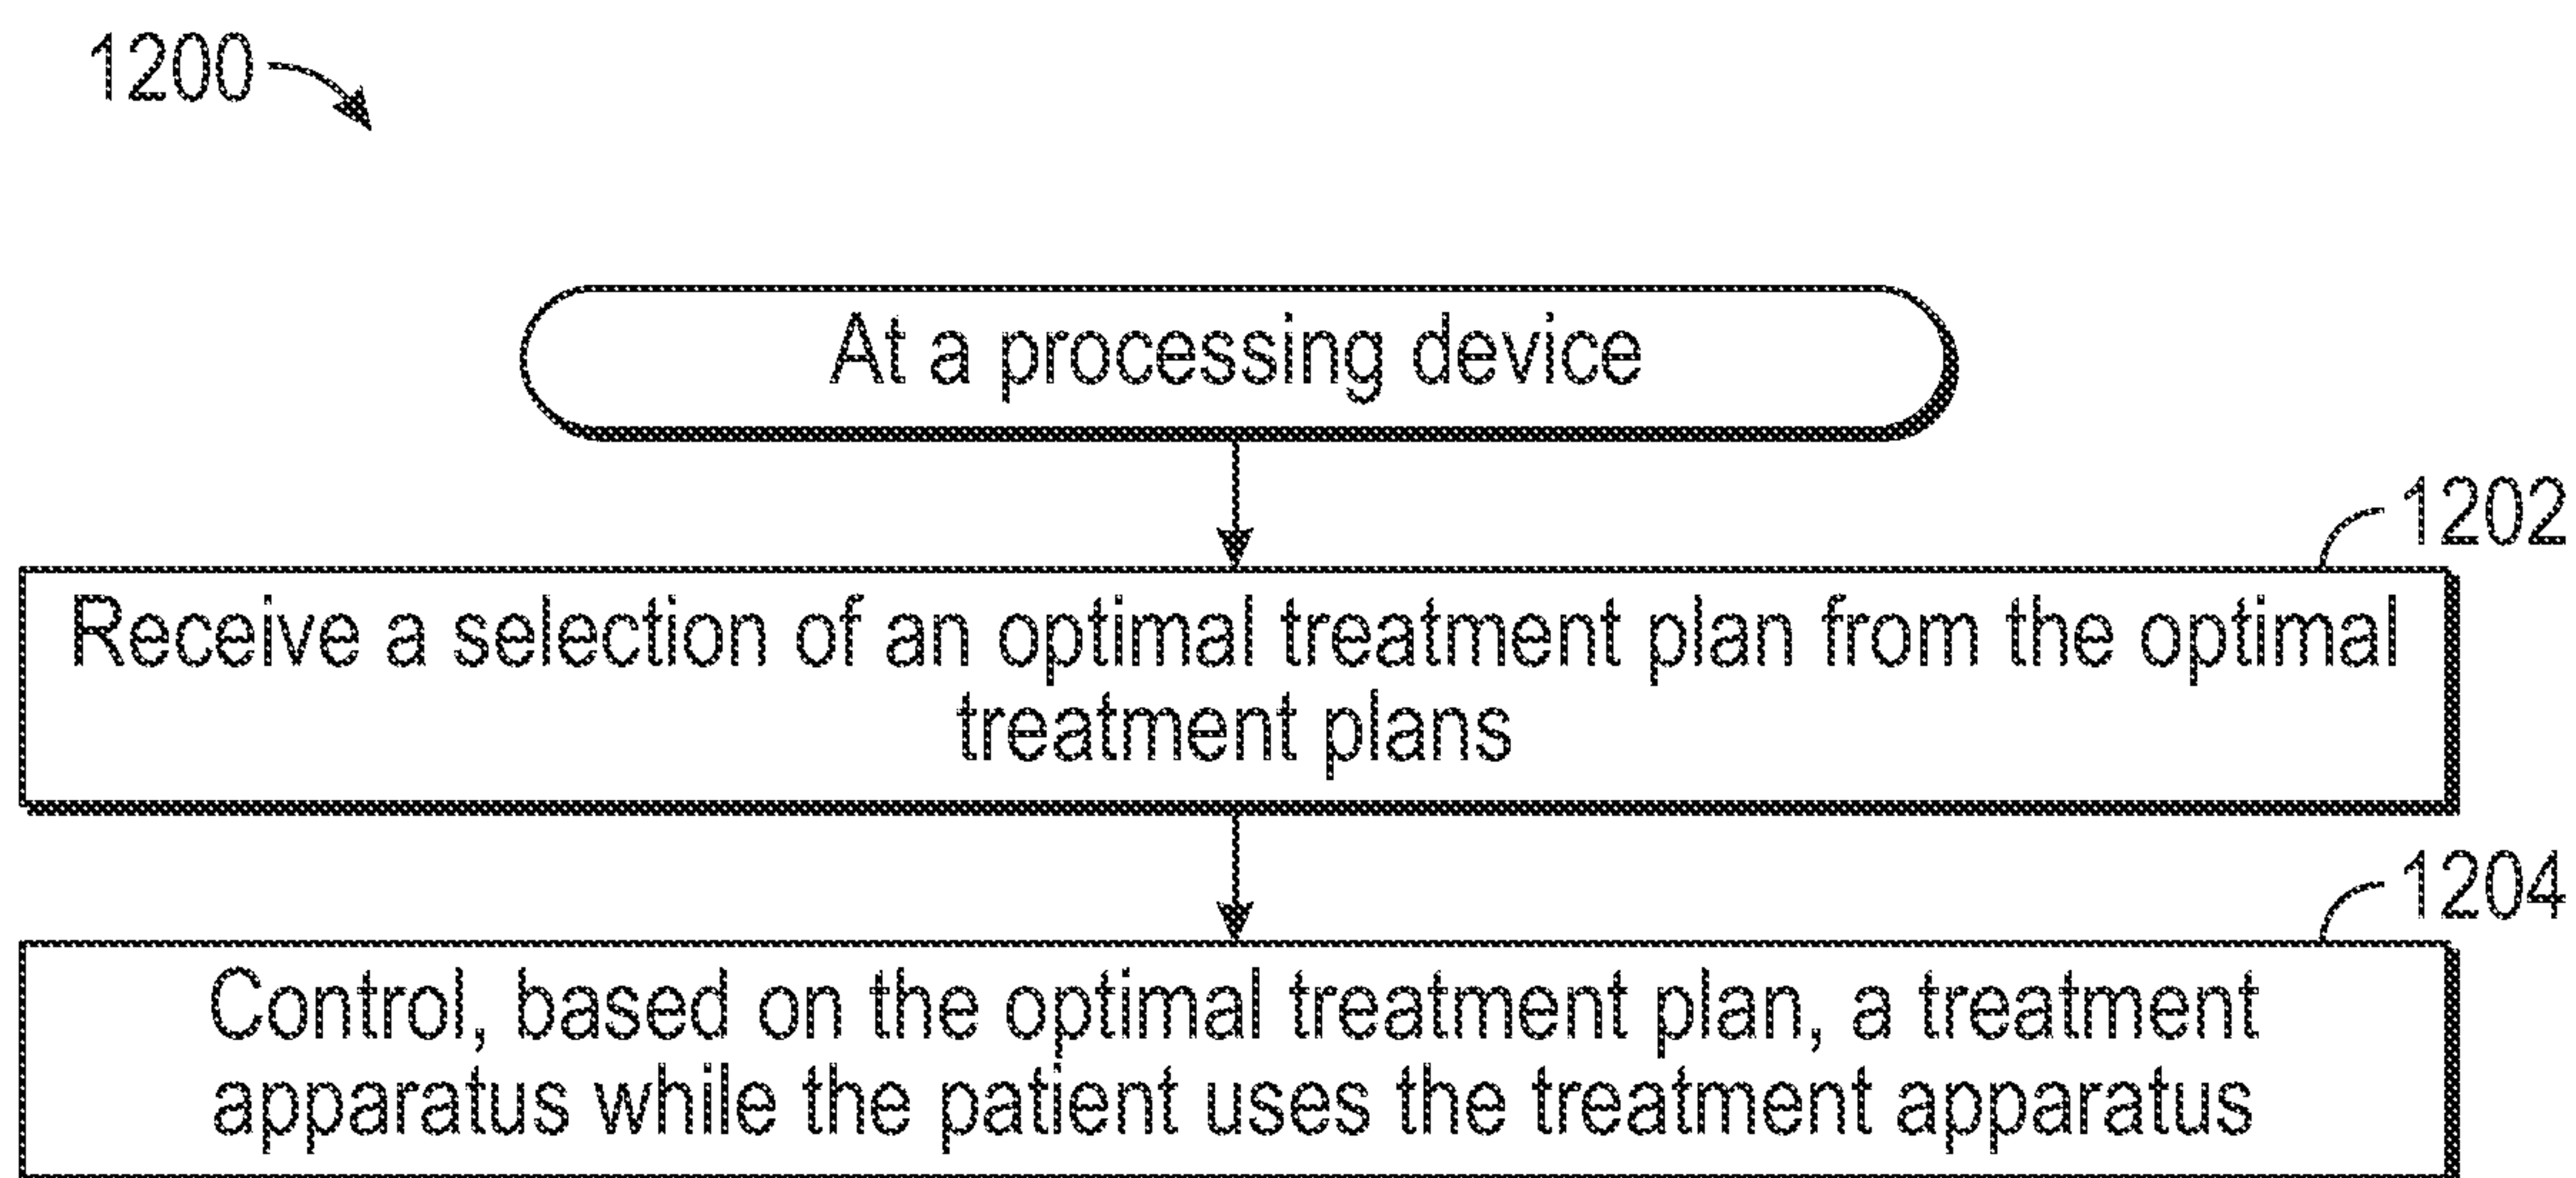 1200
At a processing device
1202
Receive a selection of an optimal treatment plan from the optimal
treatment plans
1204
Control, based on the optimal treatment plan, a treatment
apparatus while the patient uses the treatment apparatus